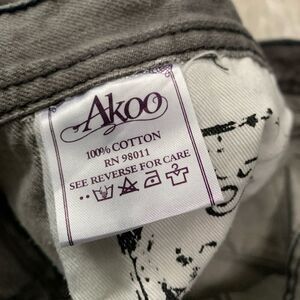 Akoo
100% COTTON
RN 98011
SEE REVERSE FOR CARE